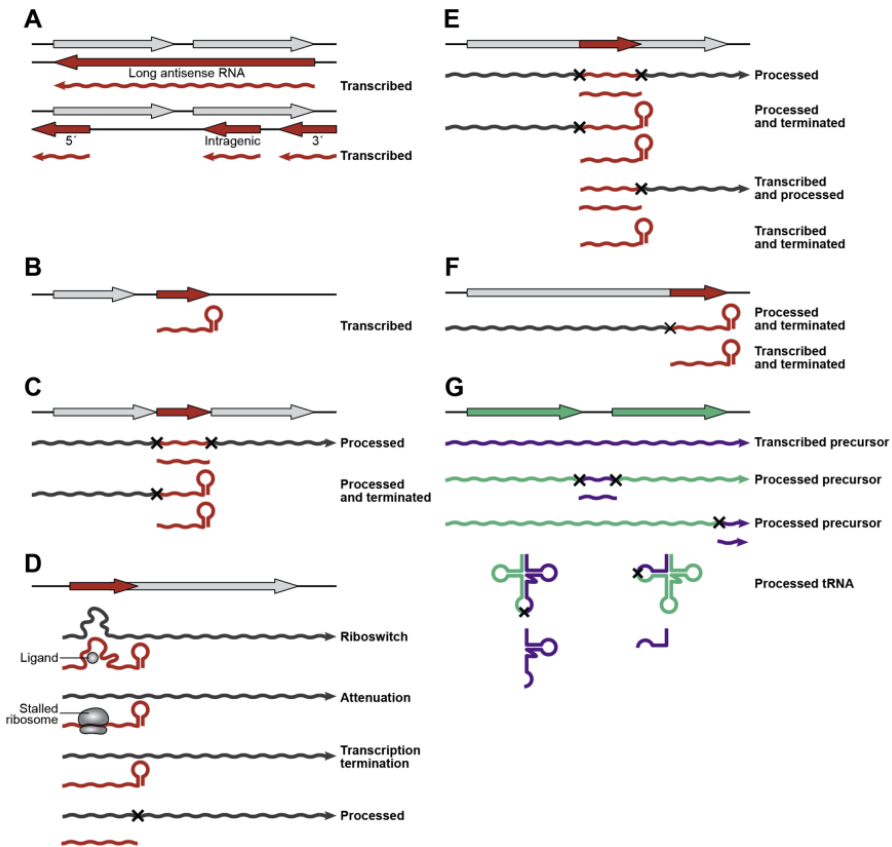 A
Long antisense RNA
Transcribed
5´
Intragenic
3´
Transcribed
B
Transcribed
C
Processed
Processed
and terminated
D
Riboswitch
Ligand
Attenuation
Stalled
ribosome
Transcription
termination
Processed
E
Processed
Processed
and terminated
Transcribed
and processed
Transcribed
and terminated
F
Processed
and terminated
Transcribed
and terminated
G
Transcribed precursor
Processed precursor
Processed precursor
Processed tRNA